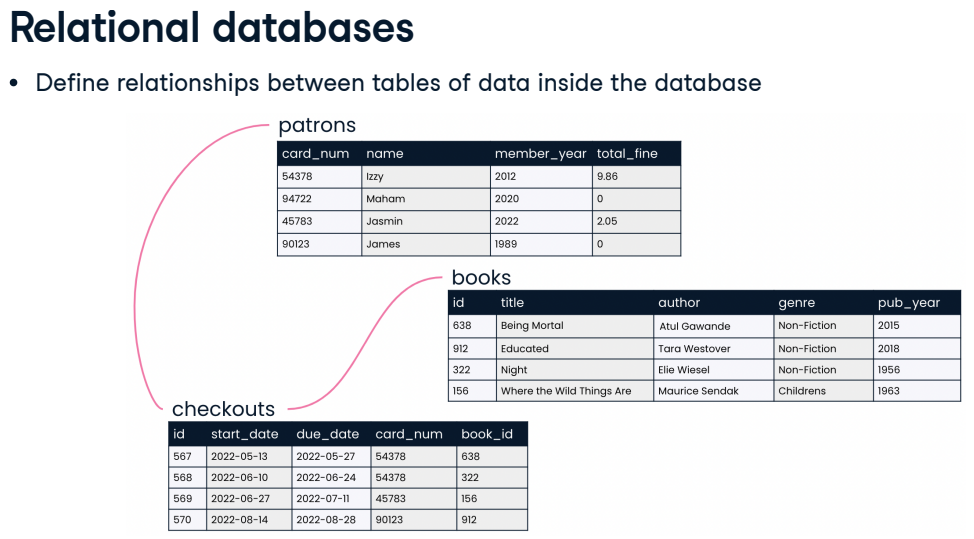 Relational databases
• Define relationships between tables of data inside the database
patrons
card_num name member_year total_fine
54378 Izzy 2012 9.86
94722 Maham 2020 0
45783 Jasmin 2022 2.05
90123 James 1989 0
books
id title author genre pub_year
638 Being Mortal Atul Gawande Non-Fiction 2015
912 Educated Tara Westover Non-Fiction 2018
322 Night Elie Wiesel Non-Fiction 1956
156 Where the Wild Things Are Maurice Sendak Childrens 1963
checkouts
id start_date due_date card_num book_id
567 2022-05-13 2022-05-27 54378 638
568 2022-06-10 2022-06-24 54378 322
569 2022-06-27 2022-07-11 45783 156
570 2022-08-14 2022-08-28 90123 912